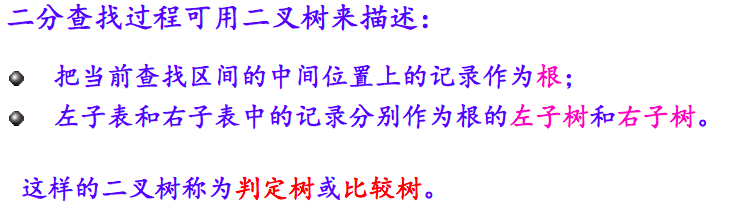 二分查找过程可用二叉树来描述：
把当前查找区间的中间位置上的记录作为根；
左子表和右子表中的记录分别作为根的左子树和右子树。
这样的二叉树称为判定树或比较树。